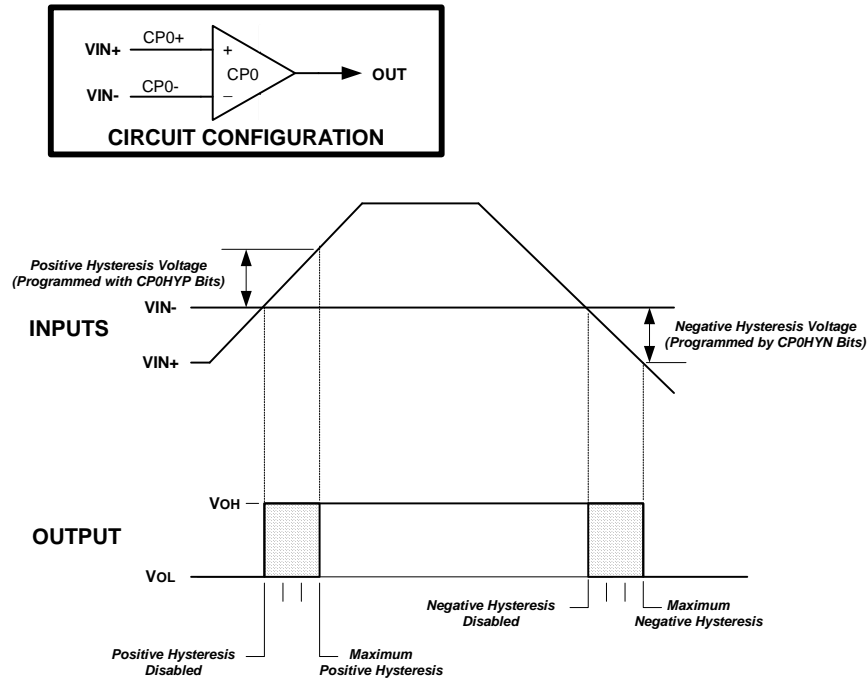 VIN+
CP0+
+
CP0
OUT
VIN-
CP0-
_
CIRCUIT CONFIGURATION
Positive Hysteresis Voltage
(Programmed with CP0HYP Bits)
VIN-
INPUTS
VIN+
Negative Hysteresis Voltage
(Programmed by CP0HYN Bits)
VOH
OUTPUT
VOL
Negative Hysteresis
Disabled
Maximum
Negative Hysteresis
Positive Hysteresis
Disabled
Maximum
Positive Hysteresis